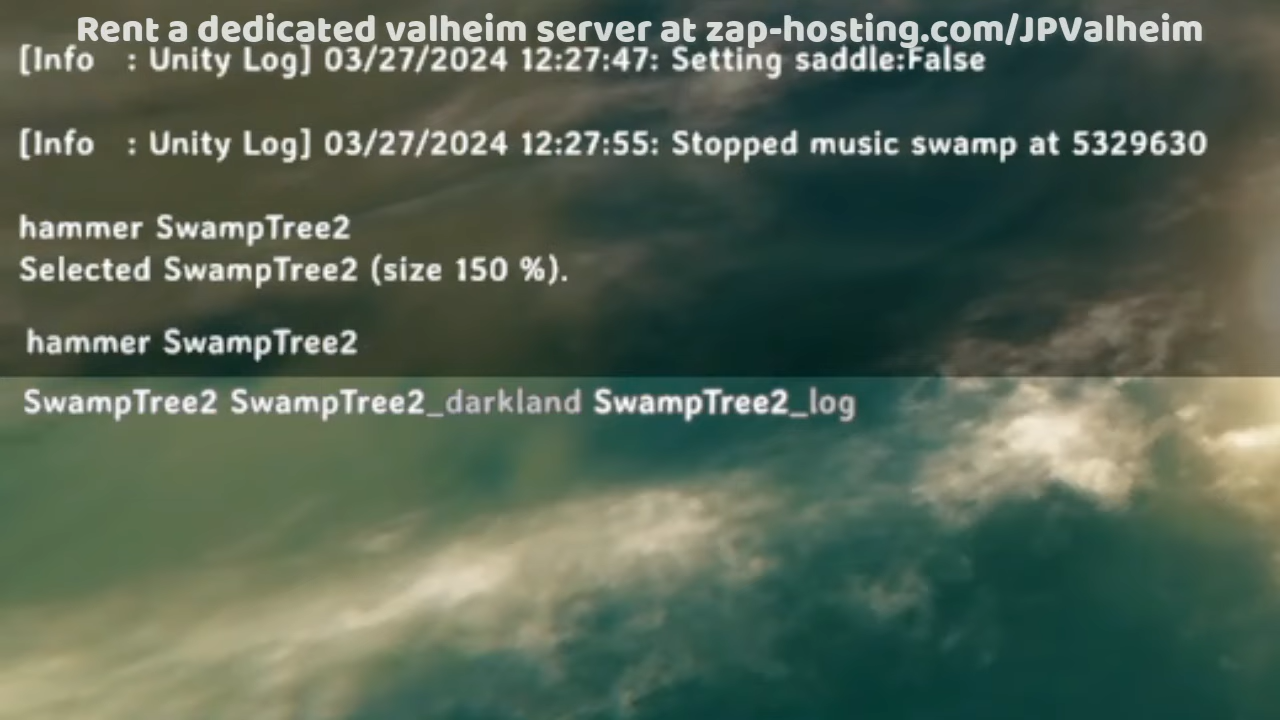 Rent a dedicated valheim server at zap-hosting.com/JPValheim
[Info   : Unity Log] 03/27/2024 12:27:47: Setting saddle:False
[Info   : Unity Log] 03/27/2024 12:27:55: Stopped music swamp at 5329630
hammer SwampTree2
Selected SwampTree2 (size 150 %).
hammer SwampTree2
SwampTree2 SwampTree2_darkland SwampTree2_log